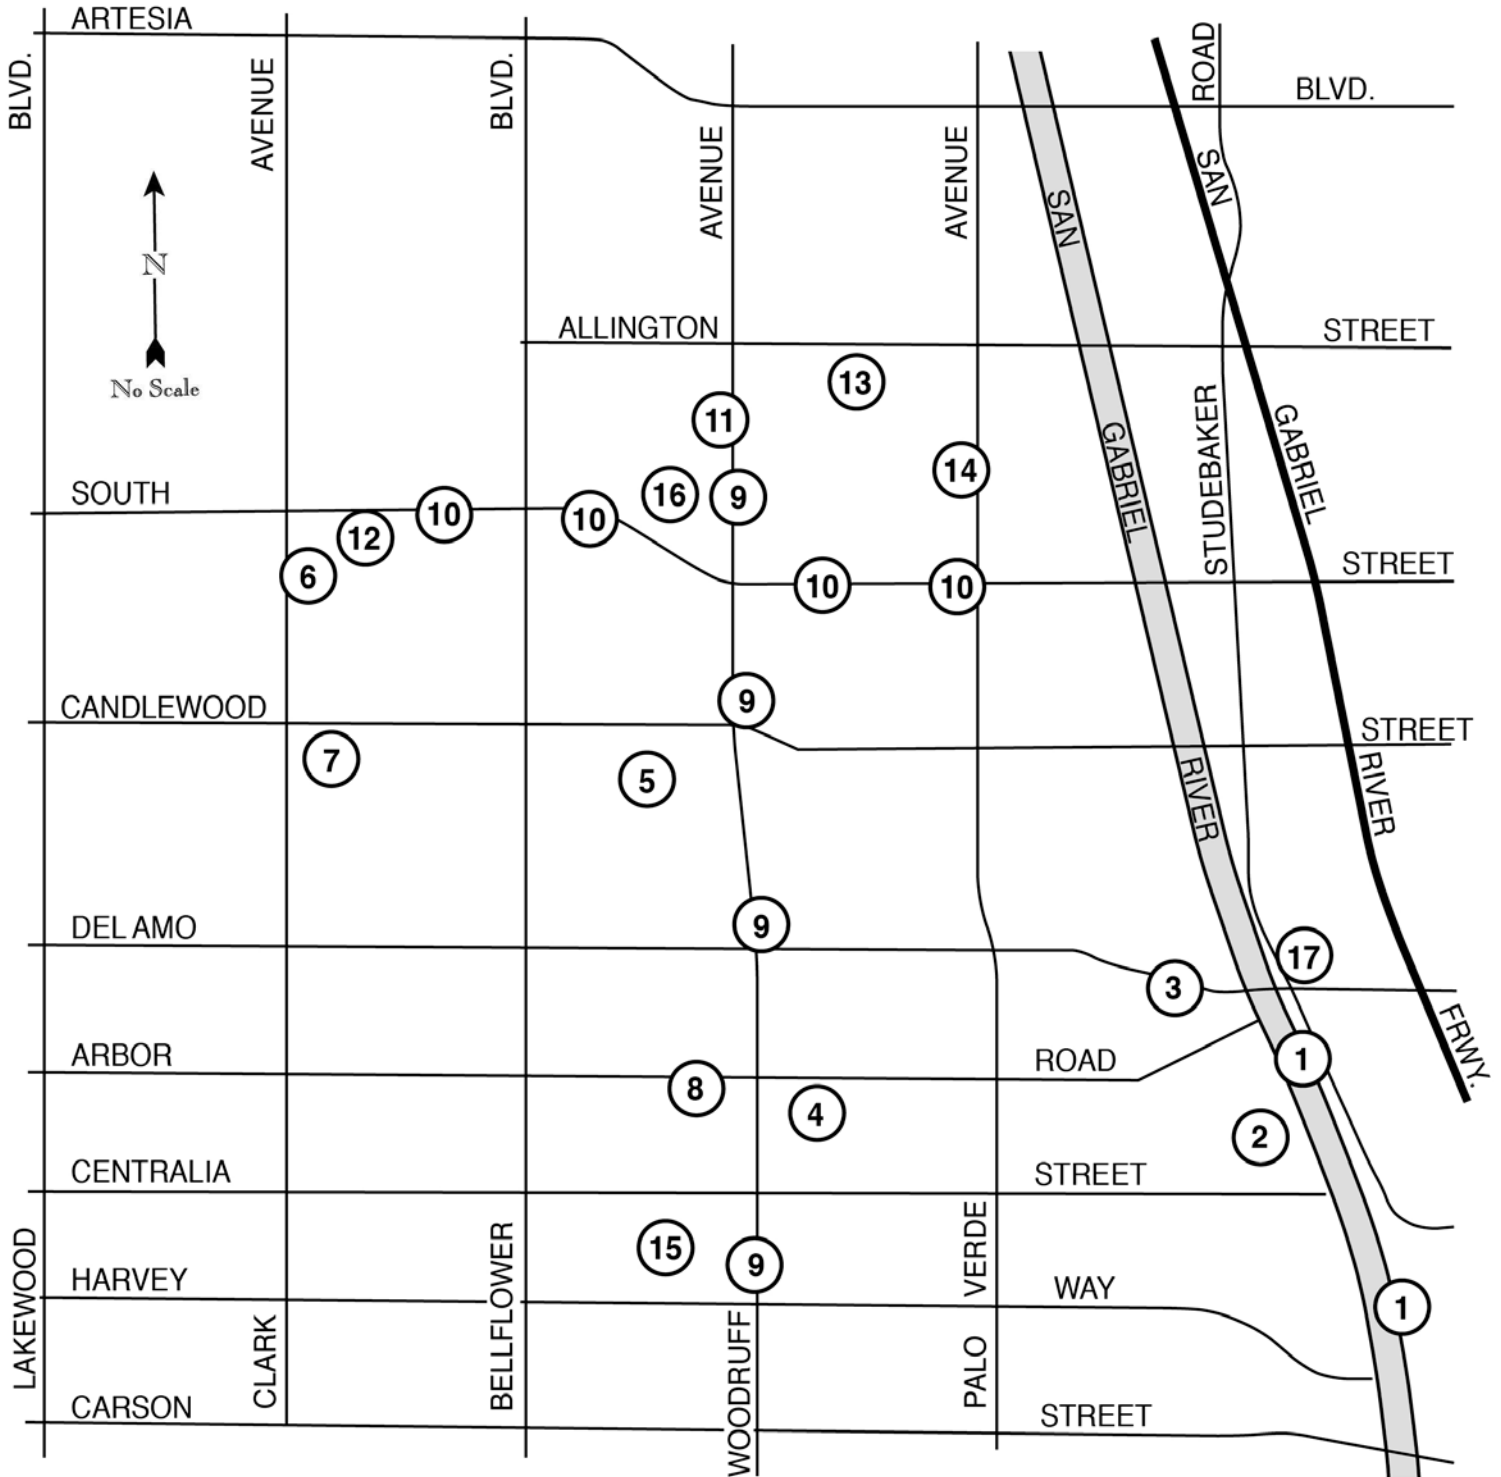 ARTESIA
BLVD.
AVENUE
BLVD.
ROAD
BLVD.
AVENUE
AVENUE
SAN
SAN
N
No Scale
ALLINGTON
STREET
13
11
STUDEBAKER
GABRIEL
GABRIEL
14
SOUTH
16
9
10
10
12
6
10
10
STREET
CANDLEWOOD
9
STREET
7
5
RIVER
RIVER
DEL AMO
9
17
3
FRWY.
ARBOR
ROAD
1
8
4
2
CENTRALIA
STREET
15
9
HARVEY
WAY
1
LAKEWOOD
CLARK
BELLFLOWER
WOODRUFF
PALO VERDE
CARSON
STREET